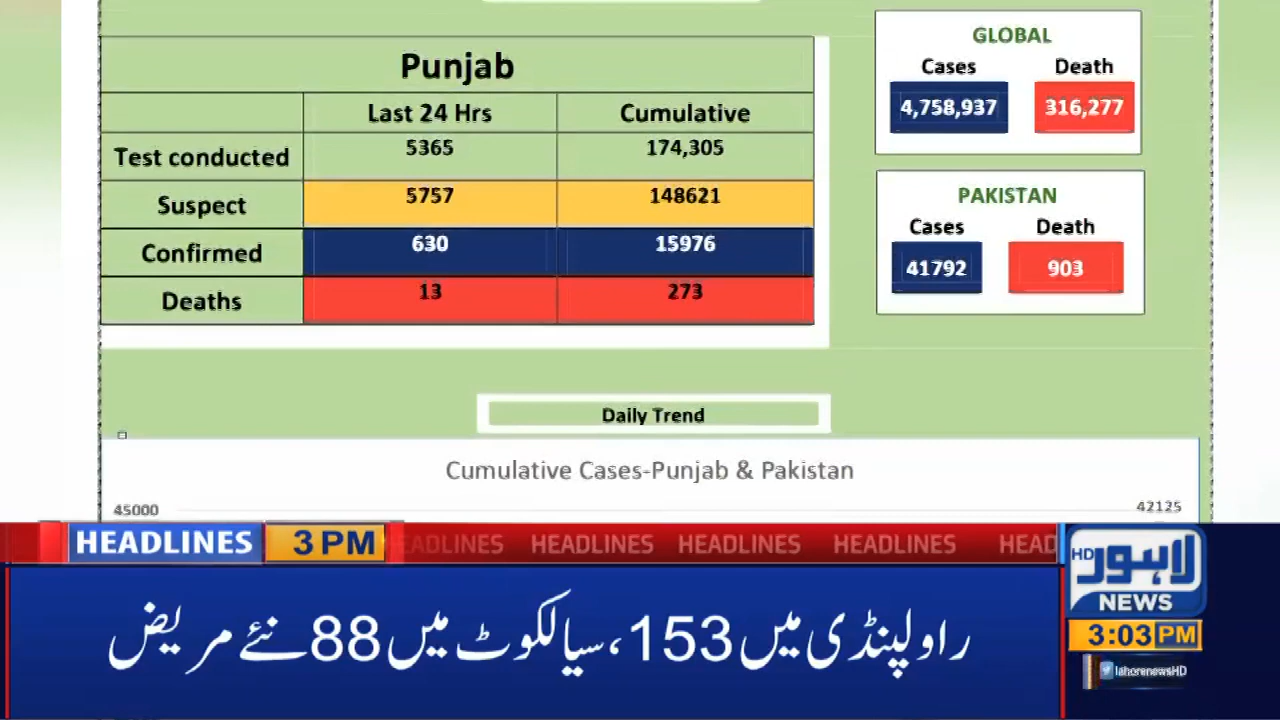 Punjab
Last 24 Hrs Cumulative
Test conducted 5365 174,305
Suspect 5757 148621
Confirmed 630 15976
Deaths 13 273
GLOBAL
Cases Death
4,758,937 316,277
PAKISTAN
Cases Death
41792 903
Daily Trend
Cumulative Cases-Punjab & Pakistan
45000 42125
HEADLINES 3 PM EADLINES HEADLINES HEADLINES HEADLINES HEAD
راولپنڈی میں 153، سیالکوٹ میں 88 نئے مریض
HD لاہور
NEWS
3:03 PM
lahorenewsHD